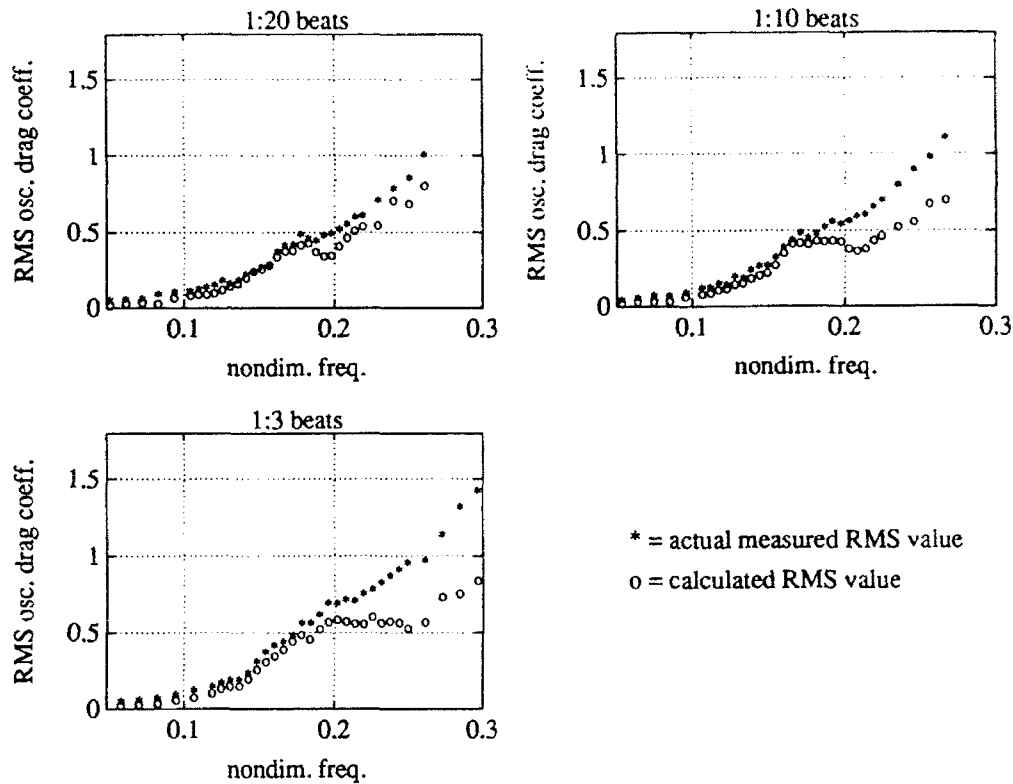 1:20 beats
RMS osc. drag coeff.
1.5
1
0.5
0
0.1
0.2
0.3
nondim. freq.
1:10 beats
RMS osc. drag coeff.
1.5
1
0.5
0
0.1
0.2
0.3
nondim. freq.
1:3 beats
RMS osc. drag coeff.
1.5
1
0.5
0
0.1
0.2
0.3
nondim. freq.
* = actual measured RMS value
o = calculated RMS value